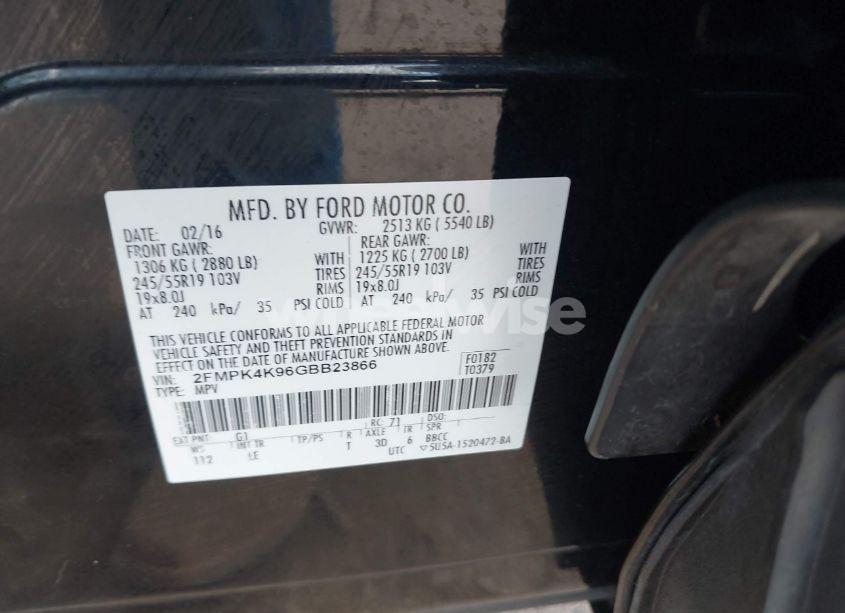 MFD. BY FORD MOTOR CO.
DATE: 02/16 GVWR: 2513 KG ( 5540 LB)
FRONT GAWR: REAR GAWR:
1306 KG ( 2880 LB) WITH 1225 KG ( 2700 LB) WITH
245/55R19 103V TIRES 245/55R19 103V TIRES
19x8.0J RIMS 19x8.0J RIMS
AT 240 kPa/ 35 PSI COLD AT 240 kPa/ 35 PSI COLD
THIS VEHICLE CONFORMS TO ALL APPLICABLE FEDERAL MOTOR
VEHICLE SAFETY AND THEFT PREVENTION STANDARDS IN
EFFECT ON THE DATE OF MANUFACTURE SHOWN ABOVE.
VIN: 2FMPK4K96GBB23866 F0182
TYPE: MPV T0379
EXT PNT: G1 RC: 71 DSO:
WS INT TR TP/PS R AXLE TR SPR
112 LE T 3D 6 BBCC
UTC 5U5A-1520472-BA